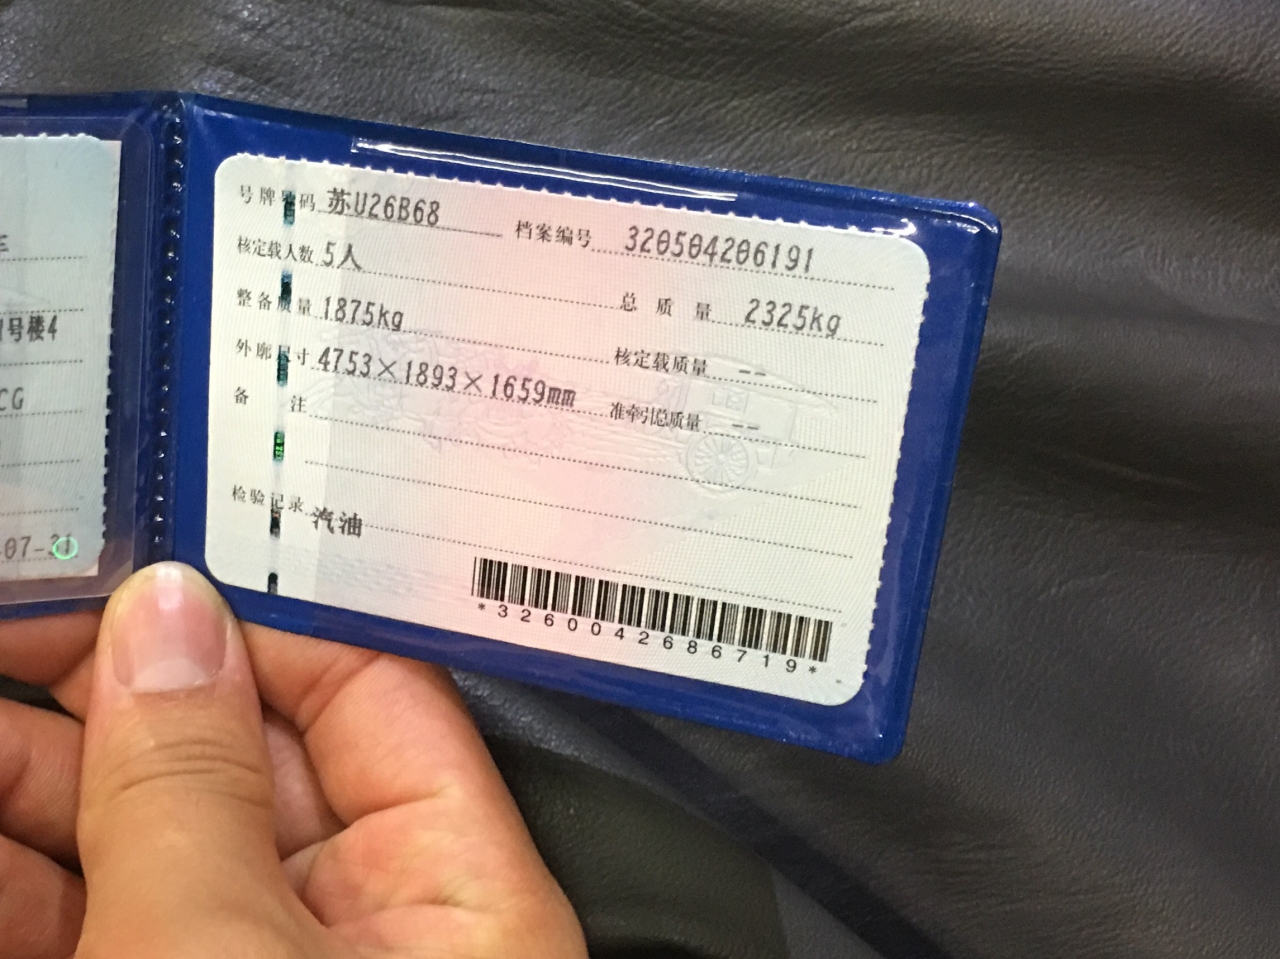 号牌号码 苏U26B68 档案编号 320504206191
核定载人数 5人 总质量 2325kg
整备质量 1875kg 核定载质量 --
外廓尺寸 4753×1893×1659mm 准牵引总质量 --
备注
检验记录 汽油
*3260042686719*
号楼4
CG
07-31